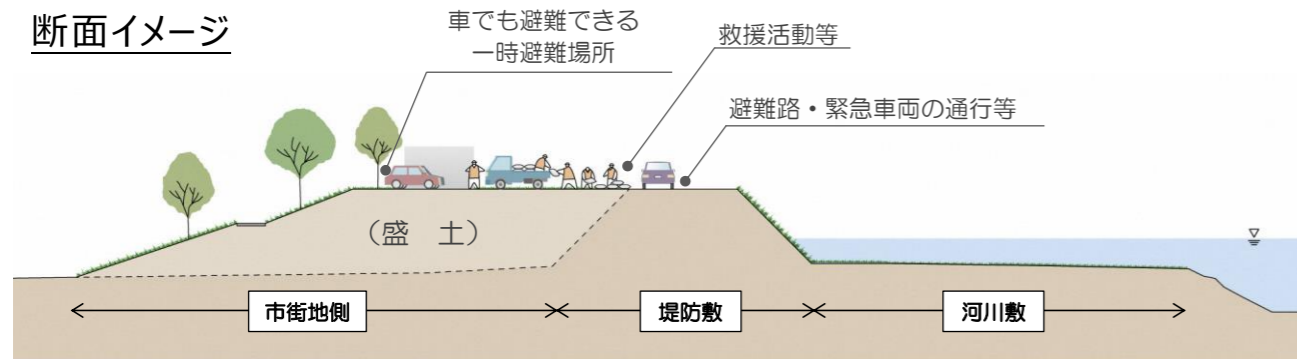 断面イメージ
車でも避難できる
一時避難場所
救援活動等
避難路・緊急車両の通行等
（盛　土）
市街地側
堤防敷
河川敷